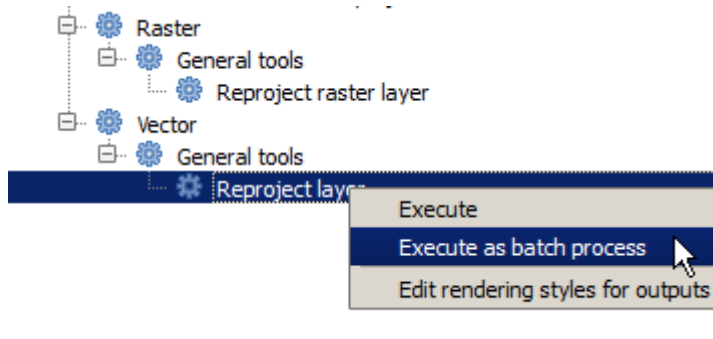 Raster
General tools
Reproject raster layer
Vector
General tools
Reproject layer
Execute
Execute as batch process
Edit rendering styles for outputs